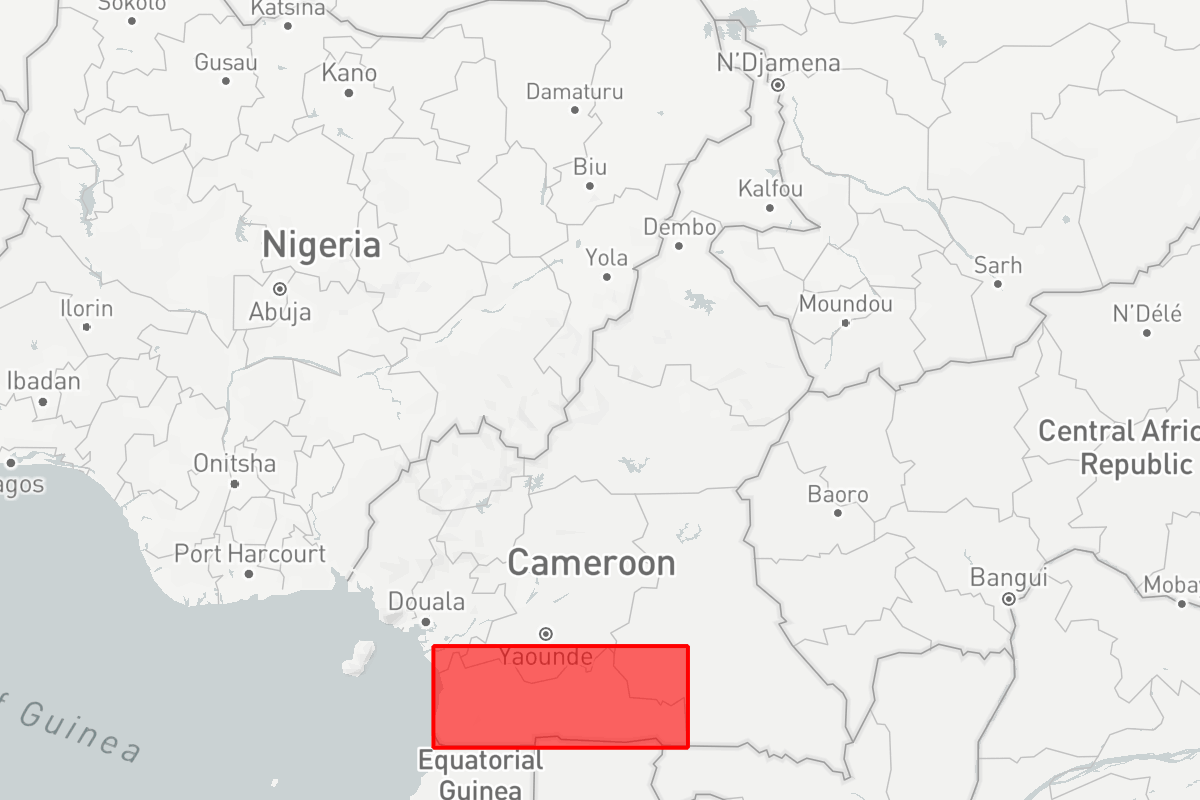 Sokoto
Katsina
Gusau
Kano
N'Djamena
Damaturu
Biu
Kalfou
Dembo
Nigeria
Yola
Sarh
Abuja
Ilorin
Moundou
N'Délé
Ibadan
Central Afric
Republic
Onitsha
agos
Baoro
Port Harcourt
Cameroon
Bangui
Moba
Douala
Yaounde
f Guinea
Equatorial
Guinea